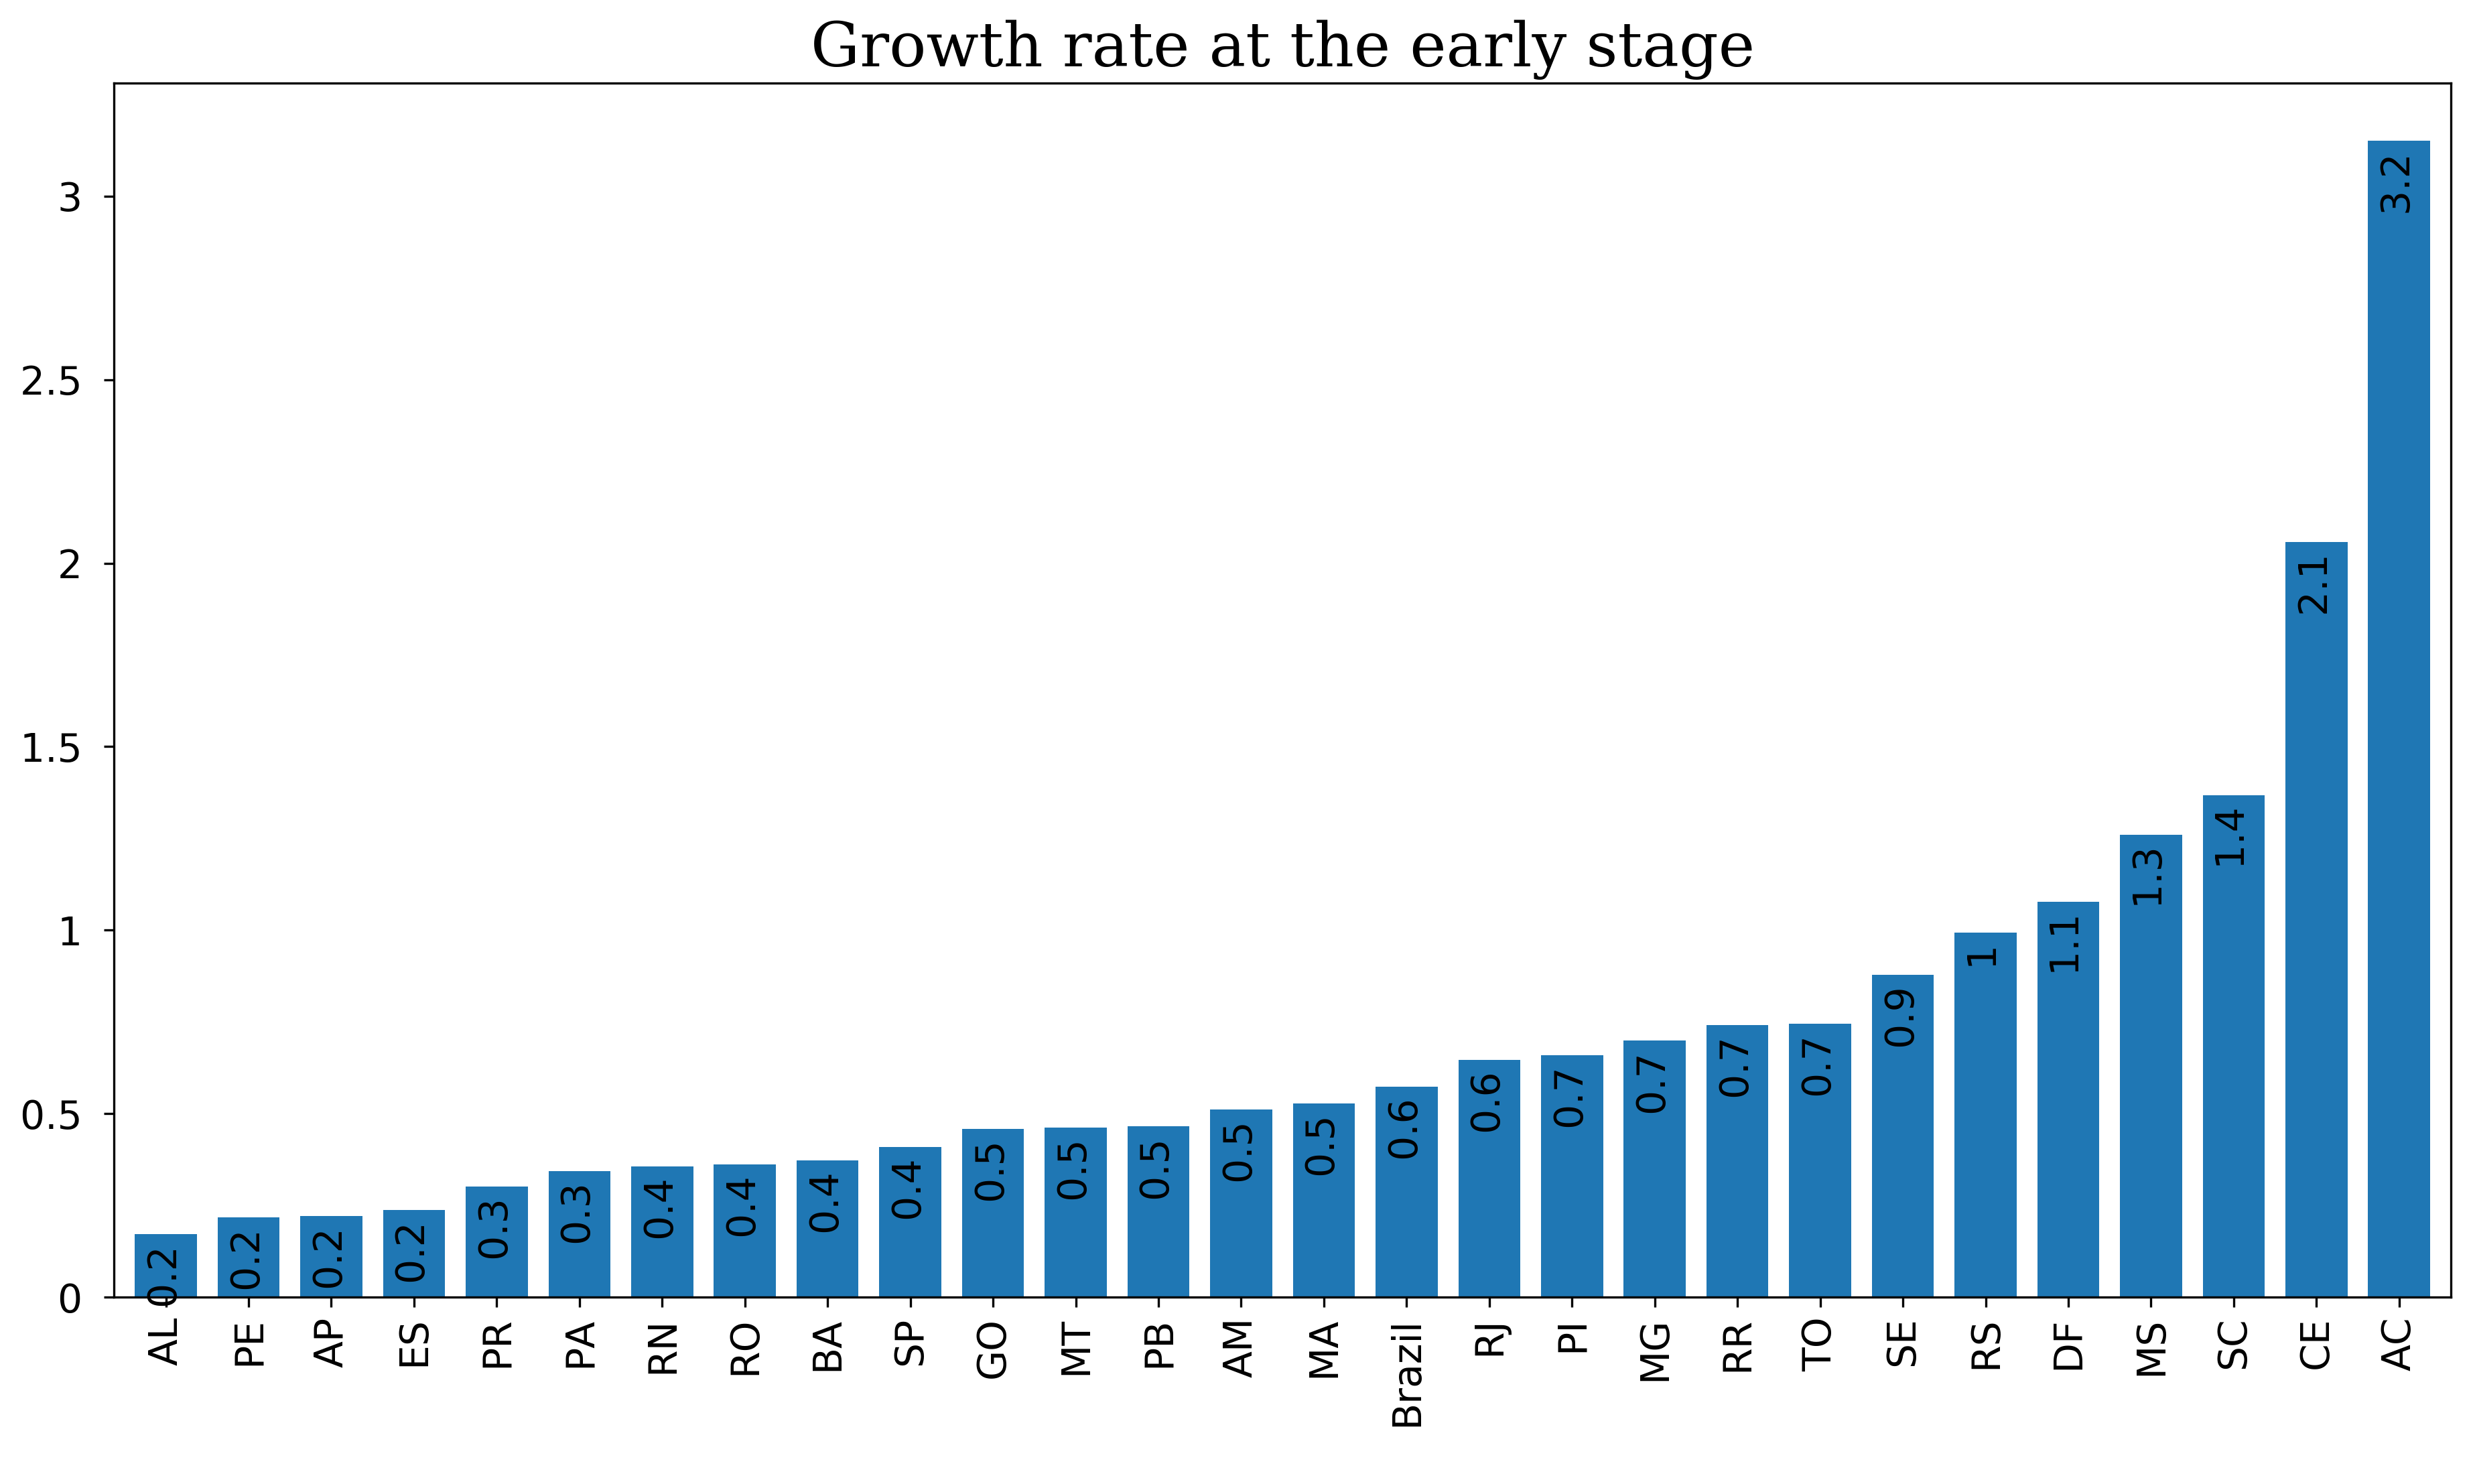 Growth rate at the early stage
3
2.5
2
1.5
1
0.5
0
0.2
0.2
0.2
0.2
0.3
0.3
0.4
0.4
0.4
0.4
0.5
0.5
0.5
0.5
0.5
0.6
0.6
0.7
0.7
0.7
0.7
0.9
1
1.1
1.3
1.4
2.1
3.2
AL
PE
AP
ES
PR
PA
RN
RO
BA
SP
GO
MT
PB
AM
MA
Brazil
RJ
PI
MG
RR
TO
SE
RS
DF
MS
SC
CE
AC